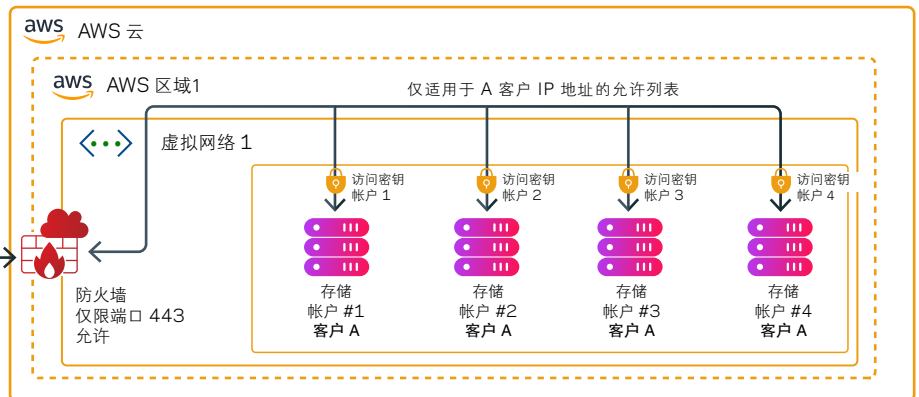 aws AWS 云
aws AWS 区域1
仅适用于 A 客户 IP 地址的允许列表
虚拟网络 1
访问密钥
帐户 1
访问密钥
帐户 2
访问密钥
帐户 3
访问密钥
帐户 4
防火墙
仅限端口 443
允许
存储
帐户 #1
客户 A
存储
帐户 #2
客户 A
存储
帐户 #3
客户 A
存储
帐户 #4
客户 A